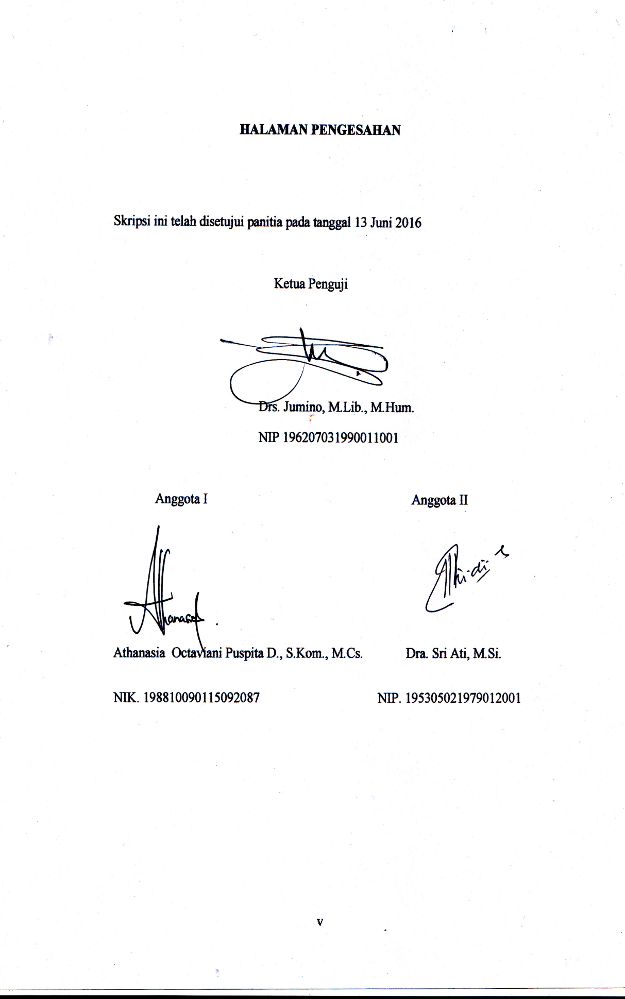 HALAMAN PENGESAHAN
Skripsi ini telah disetujui panitia pada tanggal 13 Juni 2016
Ketua Penguji
Drs. Jumino, M.Lib., M.Hum.
NIP 196207031990011001
Anggota I Anggota II
Athanasia Octaviani Puspita D., S.Kom., M.Cs. Dra. Sri Ati, M.Si.
NIK. 198810090115092087 NIP. 195305021979012001
v